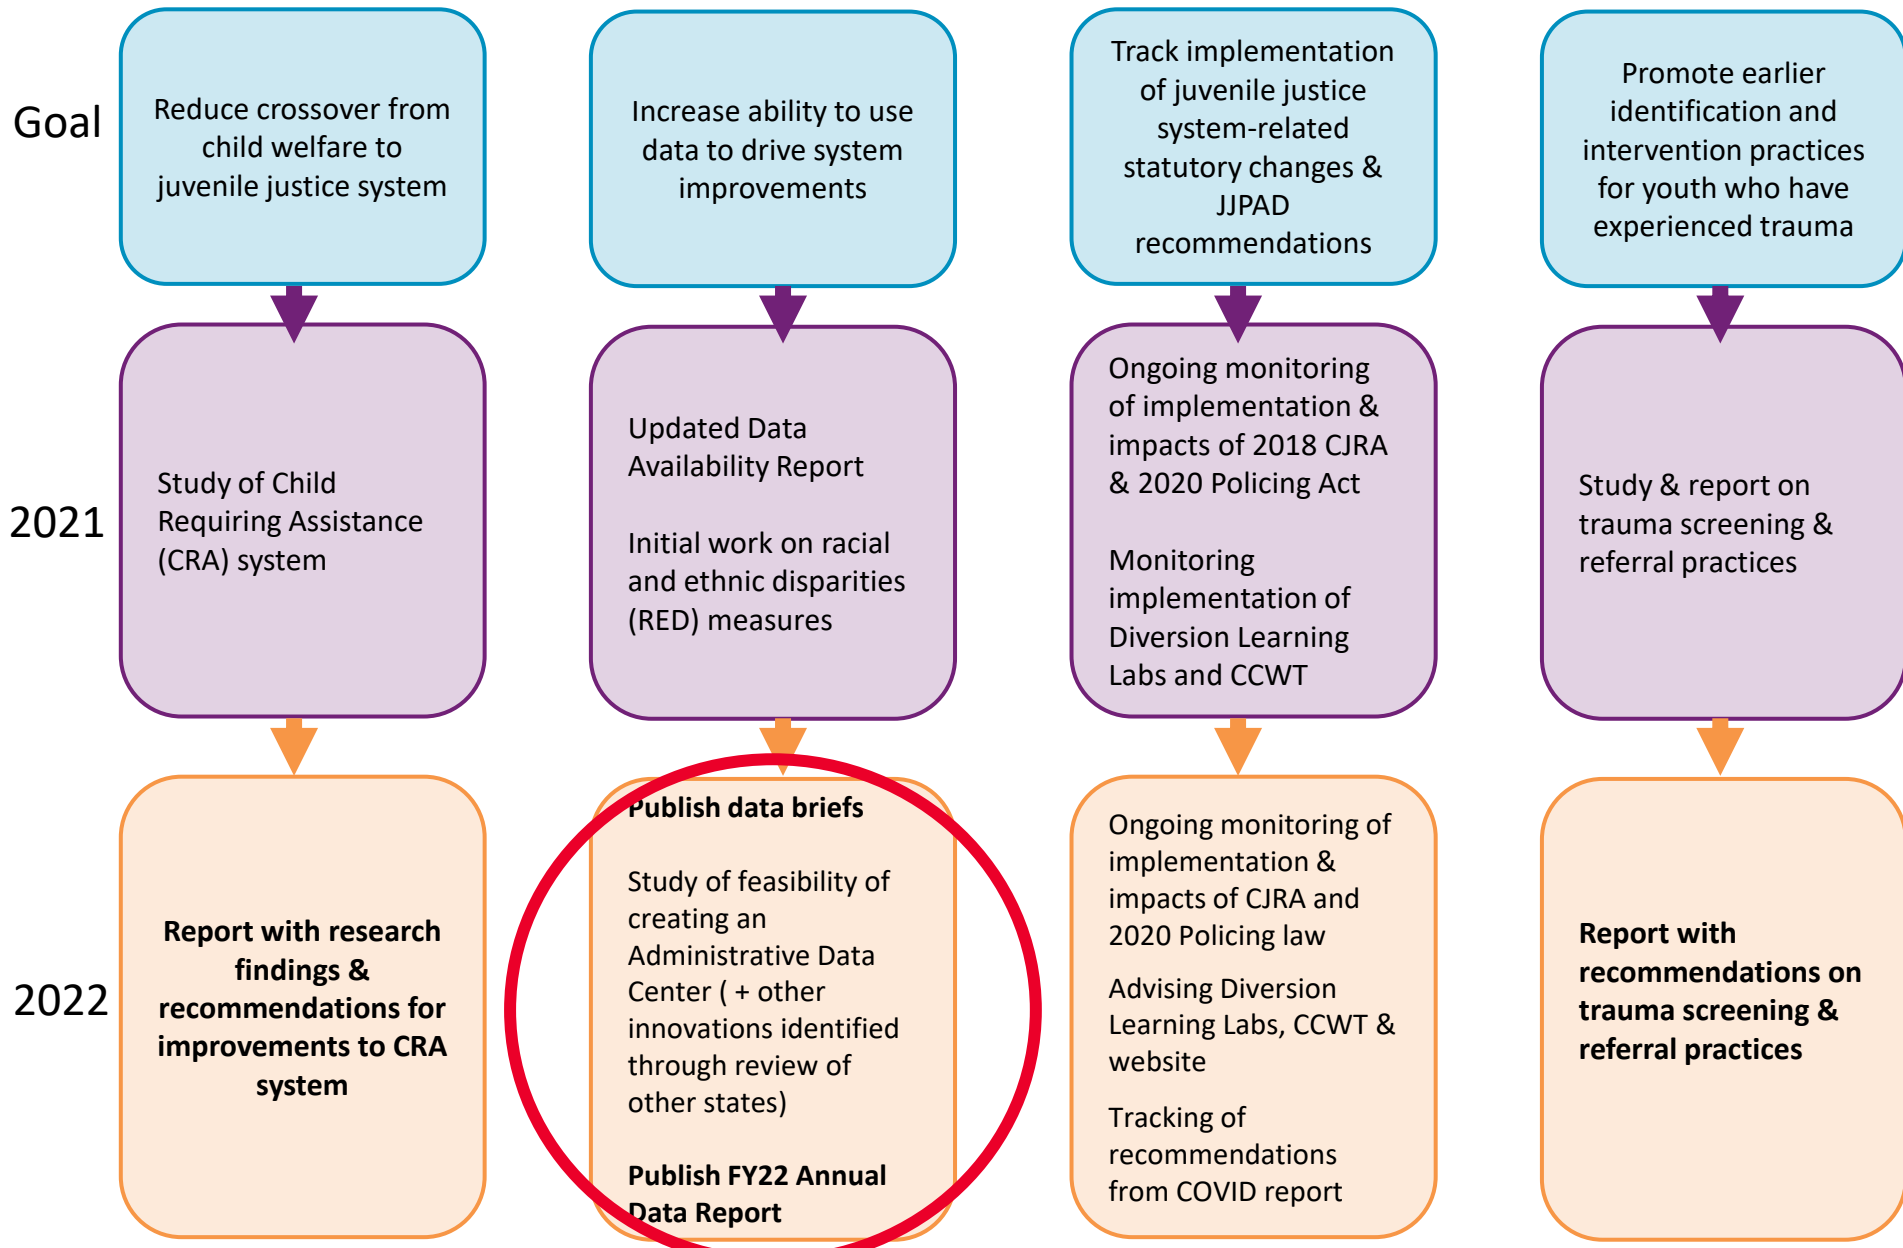 Goal
Reduce crossover from
child welfare to
juvenile justice system
Increase ability to use
data to drive system
improvements
Track implementation
of juvenile justice
system-related
statutory changes &
JJPAD
recommendations
Promote earlier
identification and
intervention practices
for youth who have
experienced trauma
2021
Study of Child
Requiring Assistance
(CRA) system
Updated Data
Availability Report
Initial work on racial
and ethnic disparities
(RED) measures
Ongoing monitoring
of implementation &
impacts of 2018 CJRA
& 2020 Policing Act
Monitoring
implementation of
Diversion Learning
Labs and CCWT
Study & report on
trauma screening &
referral practices
2022
Report with research
findings &
recommendations for
improvements to CRA
system
Publish data briefs
Study of feasibility of
creating an
Administrative Data
Center ( + other
innovations identified
through review of
other states)
Publish FY22 Annual
Data Report
Ongoing monitoring of
implementation &
impacts of CJRA and
2020 Policing law
Advising Diversion
Learning Labs, CCWT &
website
Tracking of
recommendations
from COVID report
Report with
recommendations on
trauma screening &
referral practices